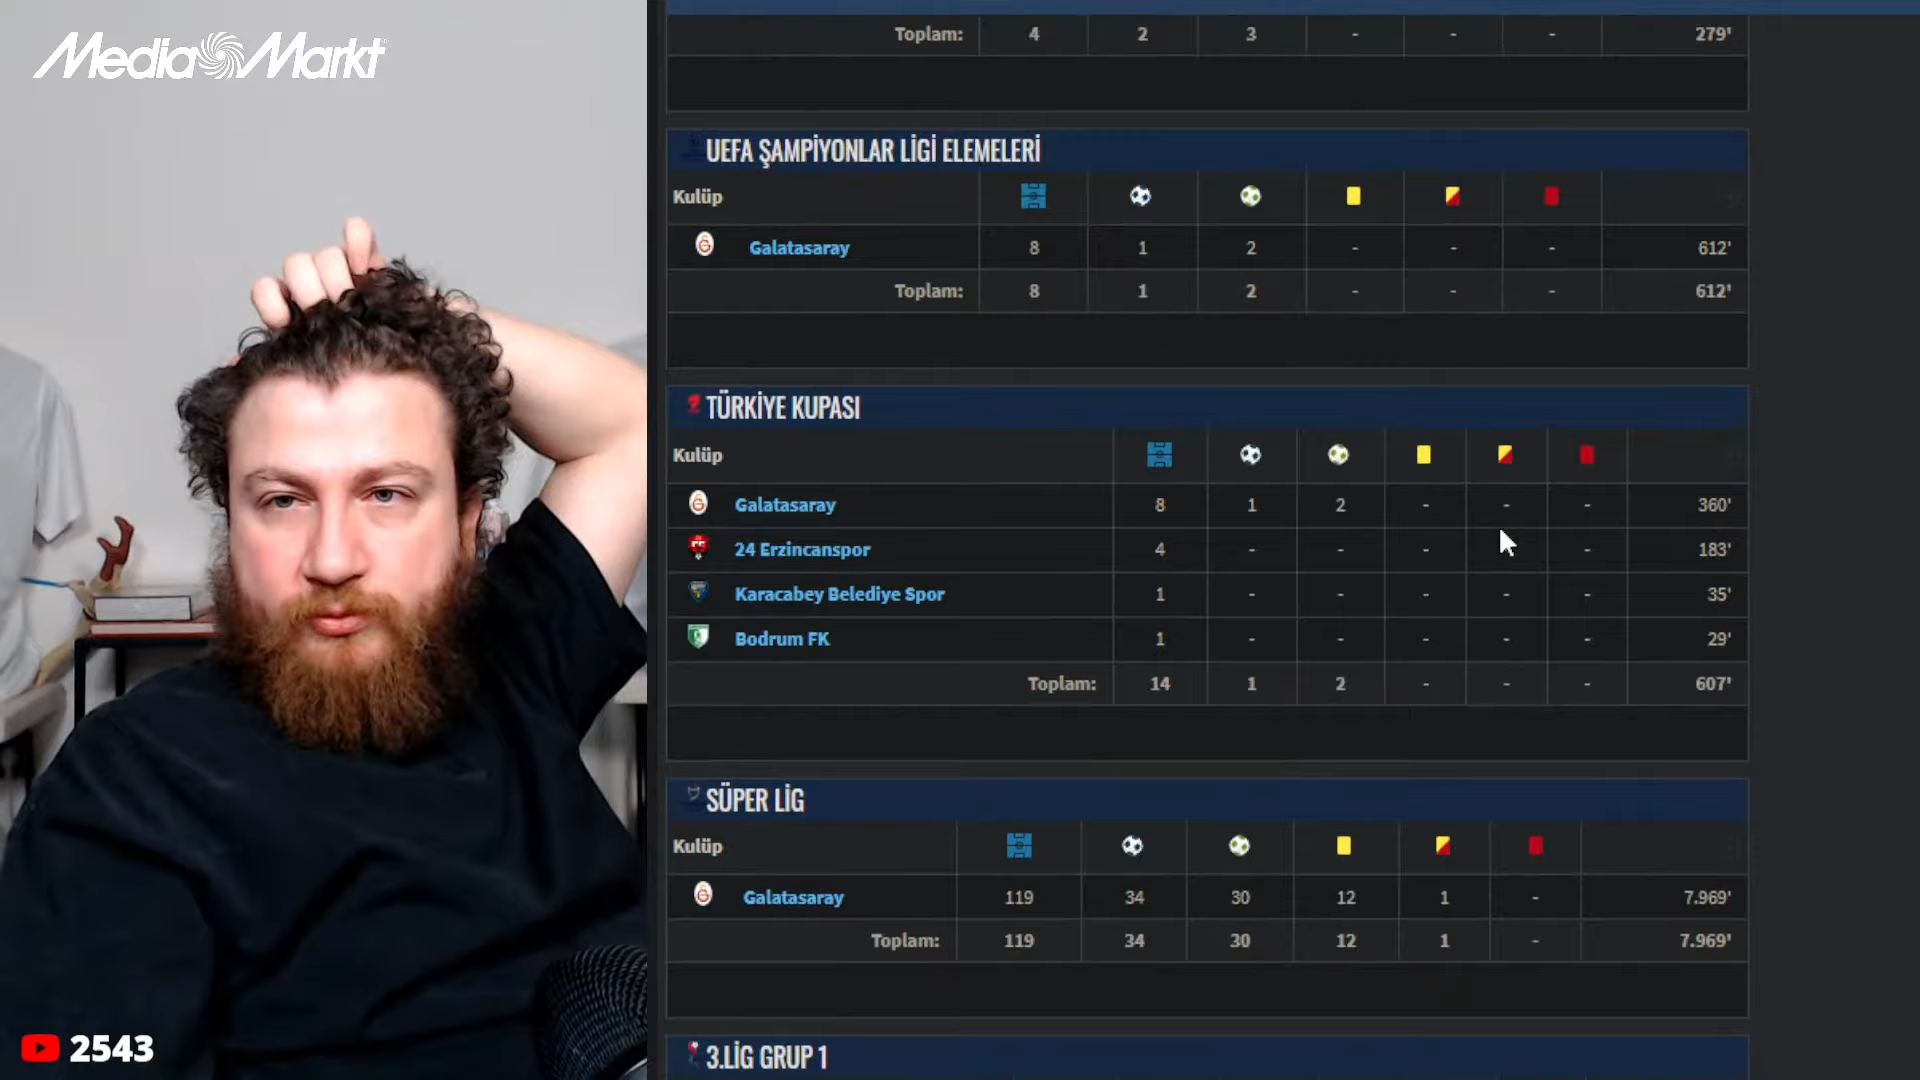 Media Markt
Toplam: 4 2 3 - - - 279'
UEFA ŞAMPİYONLAR LİGİ ELEMELERİ
Kulüp
Galatasaray 8 1 2 - - - 612'
Toplam: 8 1 2 - - - 612'
TÜRKİYE KUPASI
Kulüp
Galatasaray 8 1 2 - - - 360'
24 Erzincanspor 4 - - - - - 183'
Karacabey Belediye Spor 1 - - - - - 35'
Bodrum FK 1 - - - - - 29'
Toplam: 14 1 2 - - - 607'
SÜPER LİG
Kulüp
Galatasaray 119 34 30 12 1 - 7.969'
Toplam: 119 34 30 12 1 - 7.969'
3.LİG GRUP 1
2543